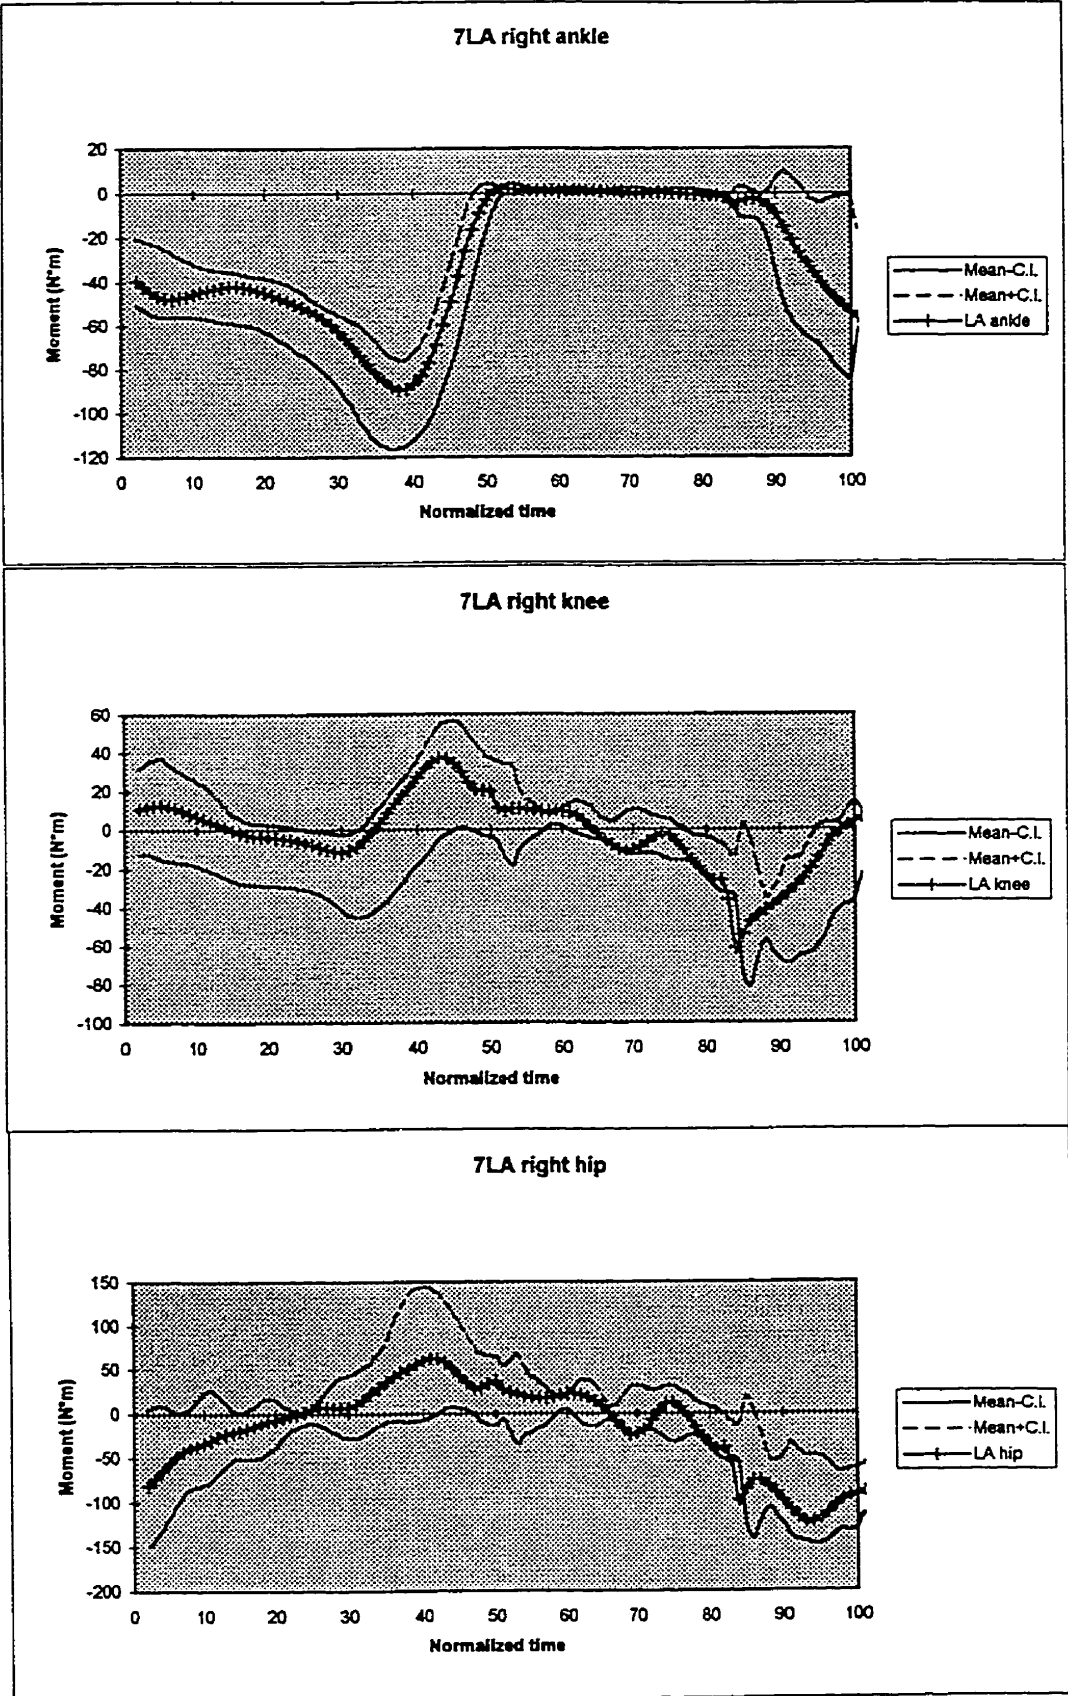 7LA right ankle
20
0
-20
-40
-60
-80
-100
-120
Moment (N*m)
0 10 20 30 40 50 60 70 80 90 100
Normalized time
Mean-C.I.
Mean+C.I.
LA ankle
7LA right knee
60
40
20
0
-20
-40
-60
-80
-100
Moment (N*m)
0 10 20 30 40 50 60 70 80 90 100
Normalized time
Mean-C.I.
Mean+C.I.
LA knee
7LA right hip
150
100
50
0
-50
-100
-150
-200
Moment (N*m)
0 10 20 30 40 50 60 70 80 90 100
Normalized time
Mean-C.I.
Mean+C.I.
LA hip